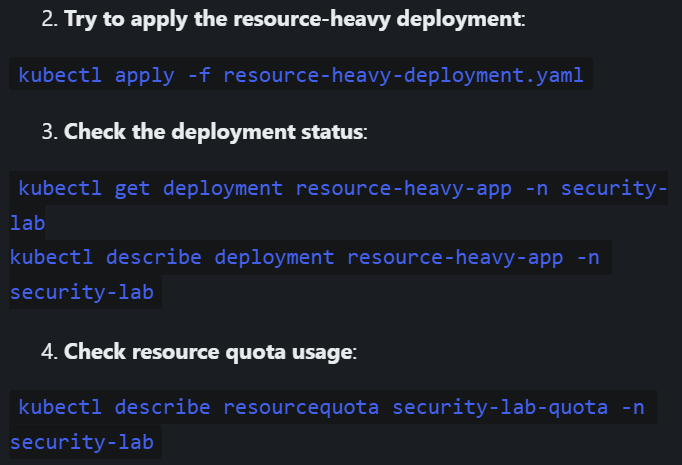 2. Try to apply the resource-heavy deployment:
kubectl apply -f resource-heavy-deployment.yaml
3. Check the deployment status:
kubectl get deployment resource-heavy-app -n security-
lab
kubectl describe deployment resource-heavy-app -n
security-lab
4. Check resource quota usage:
kubectl describe resourcequota security-lab-quota -n
security-lab